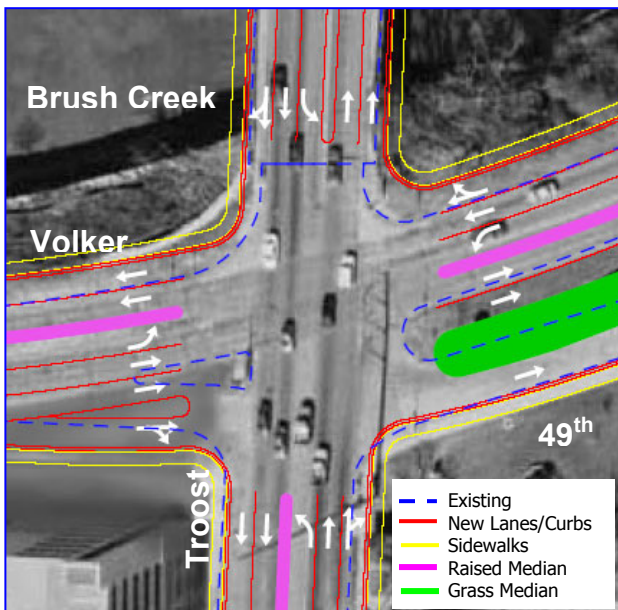 Brush Creek
Volker
49th
Troost
Existing
New Lanes/Curbs
Sidewalks
Raised Median
Grass Median